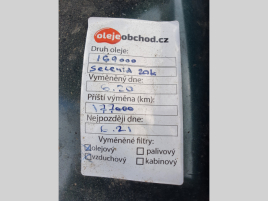 olejeobchod.cz
Druh oleje:
169000
SELENIA 20K
Vyměněný dne:
6.20
Příští výměna (km):
177000
Nejpozději dne:
6.21
Vyměněné filtry:
olejový palivový
vzduchový kabinový